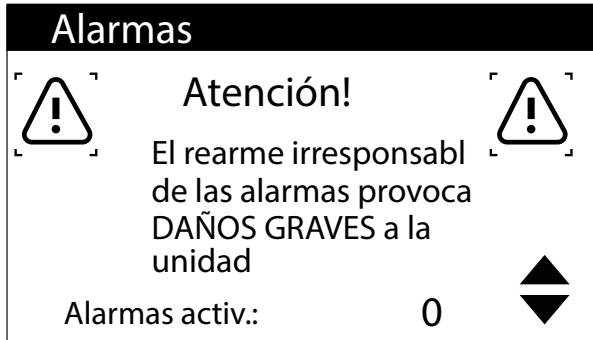 Alarmas
Atención!
El rearme irresponsabl
de las alarmas provoca
DAÑOS GRAVES a la
unidad
Alarmas activ.: 0